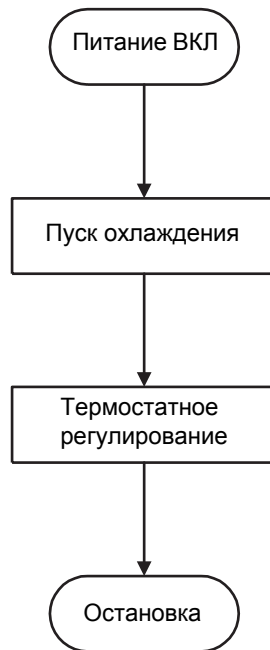 Питание ВКЛ
Пуск охлаждения
Термостатное
регулирование
Остановка